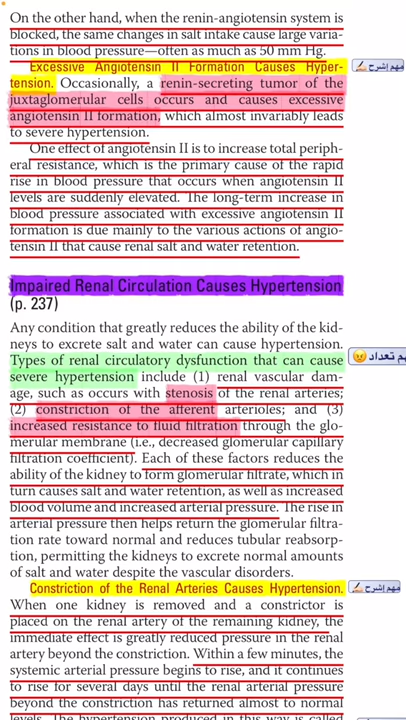 On the other hand, when the renin-angiotensin system is
blocked, the same changes in salt intake cause large varia-
tions in blood pressure—often as much as 50 mm Hg.
Excessive Angiotensin II Formation Causes Hyper-
tension. Occasionally, a renin-secreting tumor of the
مهم إشرح
juxtaglomerular cells occurs and causes excessive
angiotensin II formation, which almost invariably leads
to severe hypertension.
One effect of angiotensin II is to increase total periph-
eral resistance, which is the primary cause of the rapid
rise in blood pressure that occurs when angiotensin II
levels are suddenly elevated. The long-term increase in
blood pressure associated with excessive angiotensin II
formation is due mainly to the various actions of angio-
tensin II that cause renal salt and water retention.
Impaired Renal Circulation Causes Hypertension
(p. 237)
Any condition that greatly reduces the ability of the kid-
neys to excrete salt and water can cause hypertension.
Types of renal circulatory dysfunction that can cause
هم تعداد
severe hypertension include (1) renal vascular dam-
age, such as occurs with stenosis of the renal arteries;
(2) constriction of the afferent arterioles; and (3)
increased resistance to fluid filtration through the glo-
merular membrane (i.e., decreased glomerular capillary
filtration coefficient). Each of these factors reduces the
ability of the kidney to form glomerular filtrate, which in
turn causes salt and water retention, as well as increased
blood volume and increased arterial pressure. The rise in
arterial pressure then helps return the glomerular filtra-
tion rate toward normal and reduces tubular reabsorp-
tion, permitting the kidneys to excrete normal amounts
of salt and water despite the vascular disorders.
Constriction of the Renal Arteries Causes Hypertension.
مهم إشرح
When one kidney is removed and a constrictor is
placed on the renal artery of the remaining kidney, the
immediate effect is greatly reduced pressure in the renal
artery beyond the constriction. Within a few minutes, the
systemic arterial pressure begins to rise, and it continues
to rise for several days until the renal arterial pressure
beyond the constriction has returned almost to normal
levels. The hypertension produced in this way is called